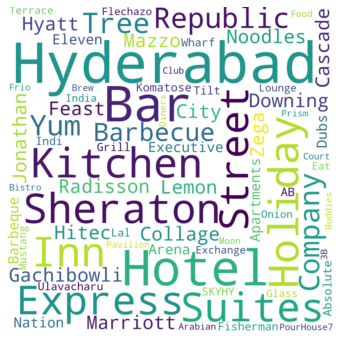 Terrace Flechazo Wharf Food
Hyatt Tree Republic
Eleven Mazzo Noodles Cascade
Hyderabad
Frio Brew Club Komatose Tilt Lounge Prism
India Feast Bar City Downing
Jonathan Yum Barbecue Street Zega Dubs
Indi Grill Executive Diners Holiday og
Kitchen Apartments AB Court Eat
Radisson Lemon
Barbeque Mustang Bistro Sheraton Onion
Hitec Lal Collage Company
Inn Pavilion Arena Exchange Moon Buddies
Gachibowli Hotel Absolute 3B
Ulavacharu SKYHY Glass
Express Suites
Nation Marriott Arabian Fisherman PourHouse7